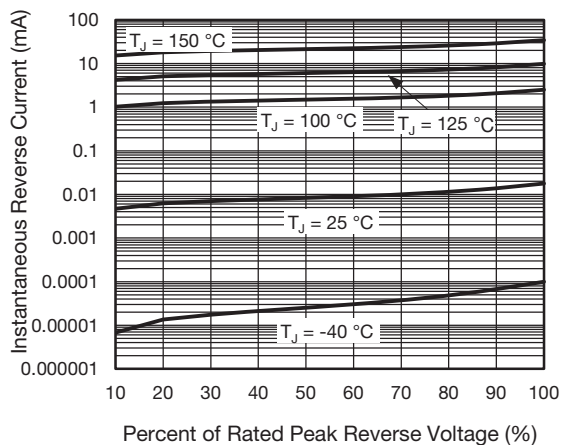 Instantaneous Reverse Current (mA)
100
10
1
0.1
0.01
0.001
0.0001
0.00001
0.000001
TJ = 150 °C
TJ = 125 °C
TJ = 100 °C
TJ = 25 °C
TJ = -40 °C
10 20 30 40 50 60 70 80 90 100
Percent of Rated Peak Reverse Voltage (%)